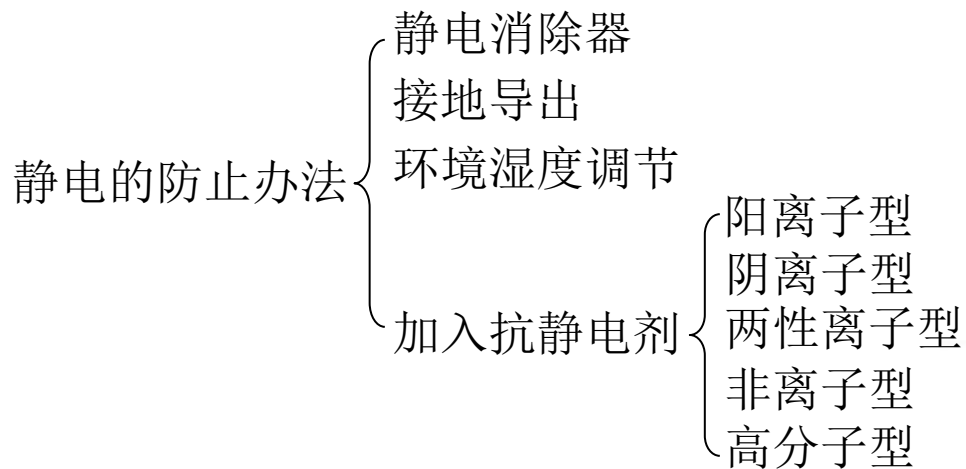 静电的防止办法
静电消除器
接地导出
环境湿度调节
加入抗静电剂
阳离子型
阴离子型
两性离子型
非离子型
高分子型